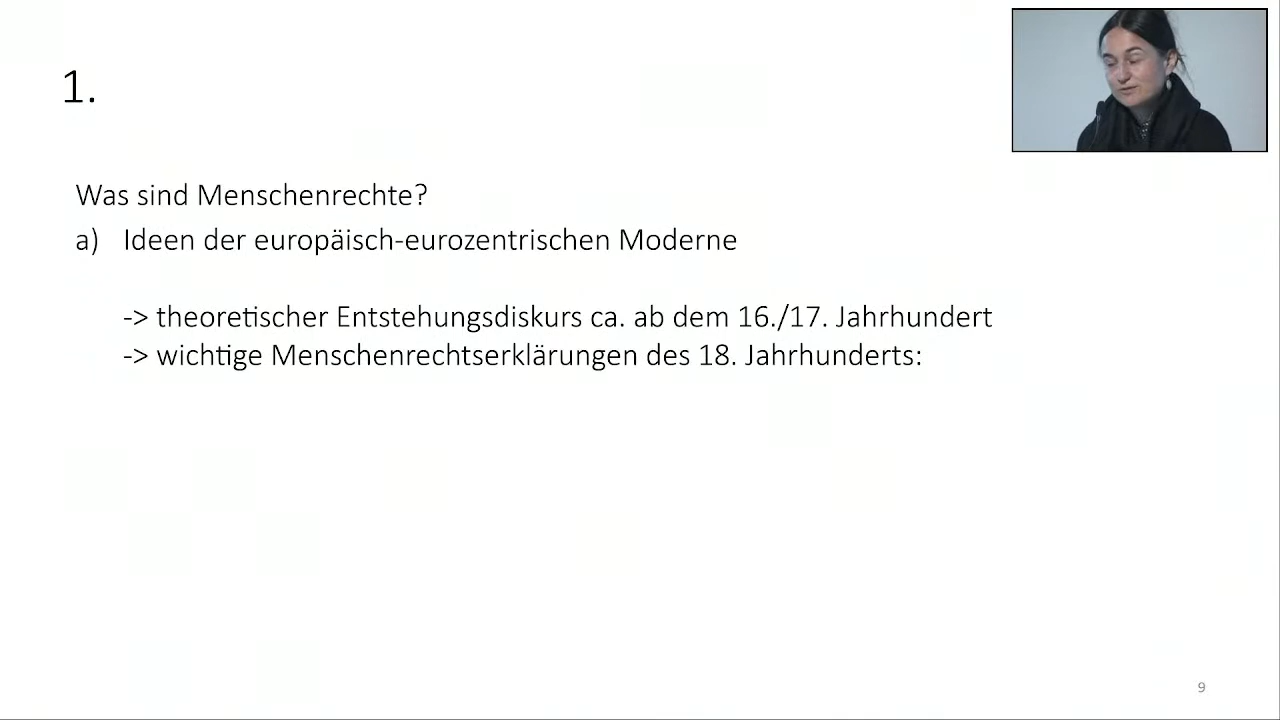 1.
Was sind Menschenrechte?
a) Ideen der europäisch-eurozentrischen Moderne
-> theoretischer Entstehungsdiskurs ca. ab dem 16./17. Jahrhundert
-> wichtige Menschenrechtserklärungen des 18. Jahrhunderts:
9